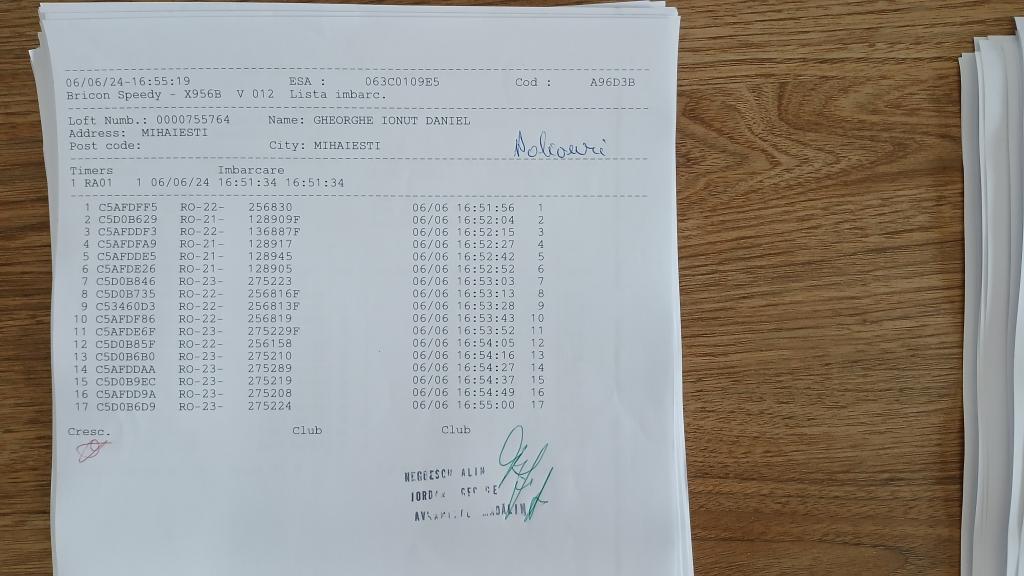 06/06/24-16:55:19 ESA : 063C0109E5 Cod : A96D3B
Bricon Speedy - X956B V 012 Lista imbarc.
Loft Numb.: 0000755764 Name: GHEORGHE IONUT DANIEL
Address: MIHAIESTI
Post code: City: MIHAIESTI
Timers Imbarcare
1 RA01 1 06/06/24 16:51:34 16:51:34
1 C5AFDFF5 RO-22- 256830 06/06 16:51:56 1
2 C5D0B629 RO-21- 128909F 06/06 16:52:04 2
3 C5AFDDF3 RO-22- 136887F 06/06 16:52:15 3
4 C5AFDFA9 RO-21- 128917 06/06 16:52:27 4
5 C5AFDDE5 RO-21- 128945 06/06 16:52:42 5
6 C5AFDE26 RO-21- 128905 06/06 16:52:52 6
7 C5D0B846 RO-23- 275223 06/06 16:53:03 7
8 C5D0B735 RO-22- 256816F 06/06 16:53:13 8
9 C53460D3 RO-22- 256813F 06/06 16:53:28 9
10 C5AFDF86 RO-22- 256819 06/06 16:53:43 10
11 C5AFDE6F RO-23- 275229F 06/06 16:53:52 11
12 C5D0B85F RO-22- 256158 06/06 16:54:05 12
13 C5D0B6B0 RO-23- 275210 06/06 16:54:16 13
14 C5AFDDAA RO-23- 275289 06/06 16:54:27 14
15 C5D0B9EC RO-23- 275219 06/06 16:54:37 15
16 C5AFDD9A RO-23- 275208 06/06 16:54:49 16
17 C5D0B6D9 RO-23- 275224 06/06 16:55:00 17
Cresc. Club Club
ALIN